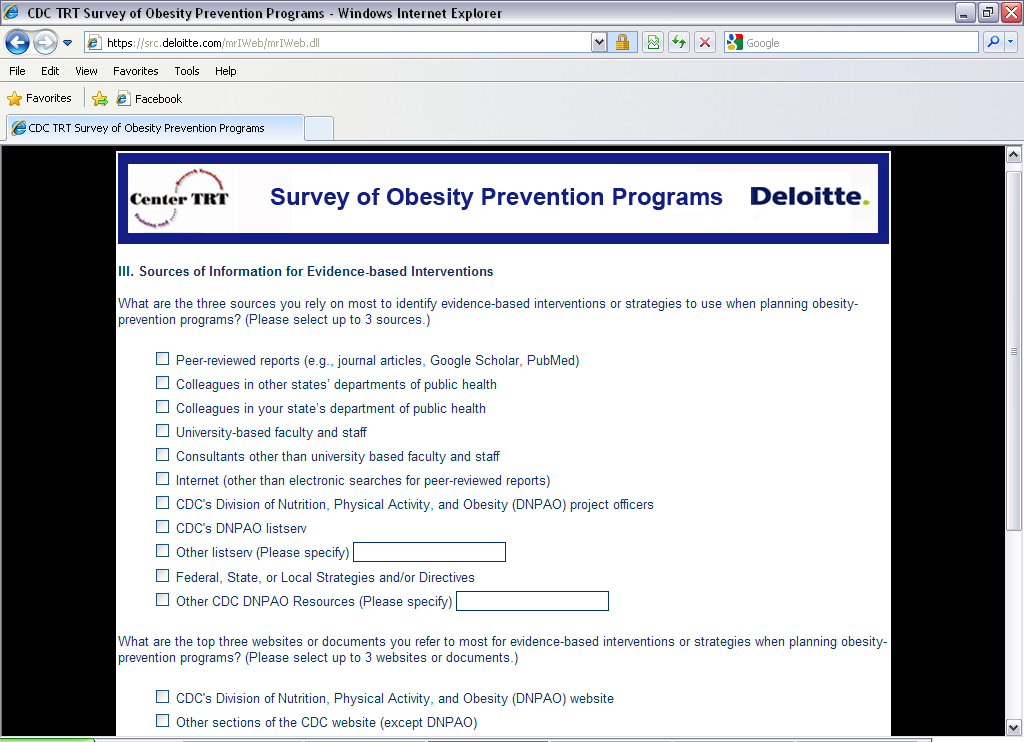 CDC TRT Survey of Obesity Prevention Programs - Windows Internet Explorer
https://src.deloitte.com/mrIWeb/mrIWeb.dll
Google
File Edit View Favorites Tools Help
Favorites Facebook
CDC TRT Survey of Obesity Prevention Programs
Center TRT
Survey of Obesity Prevention Programs
Deloitte.
III. Sources of Information for Evidence-based Interventions
What are the three sources you rely on most to identify evidence-based interventions or strategies to use when planning obesity-
prevention programs? (Please select up to 3 sources.)
Peer-reviewed reports (e.g., journal articles, Google Scholar, PubMed)
Colleagues in other states' departments of public health
Colleagues in your state's department of public health
University-based faculty and staff
Consultants other than university based faculty and staff
Internet (other than electronic searches for peer-reviewed reports)
CDC's Division of Nutrition, Physical Activity, and Obesity (DNPAO) project officers
CDC's DNPAO listserv
Other listserv (Please specify)
Federal, State, or Local Strategies and/or Directives
Other CDC DNPAO Resources (Please specify)
What are the top three websites or documents you refer to most for evidence-based interventions or strategies when planning obesity-
prevention programs? (Please select up to 3 websites or documents.)
CDC's Division of Nutrition, Physical Activity, and Obesity (DNPAO) website
Other sections of the CDC website (except DNPAO)